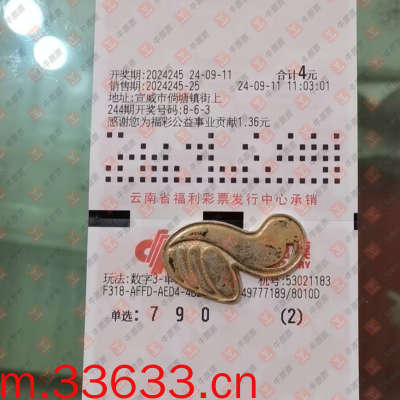 开奖期:2024245 24-09-11 合计4元
销售期:2024245-25 24-09-11 11:03:01
地址:宣威市倘塘镇街上
244期开奖号码:8-6-3
感谢您为福彩公益事业贡献1.36元
云南省福利彩票发行中心承销
玩法:数字3-单 机号:53021183
F318-AFFD-AED4- 49777189/8010D
单选: 7 9 0 (2)
m.33633.cn